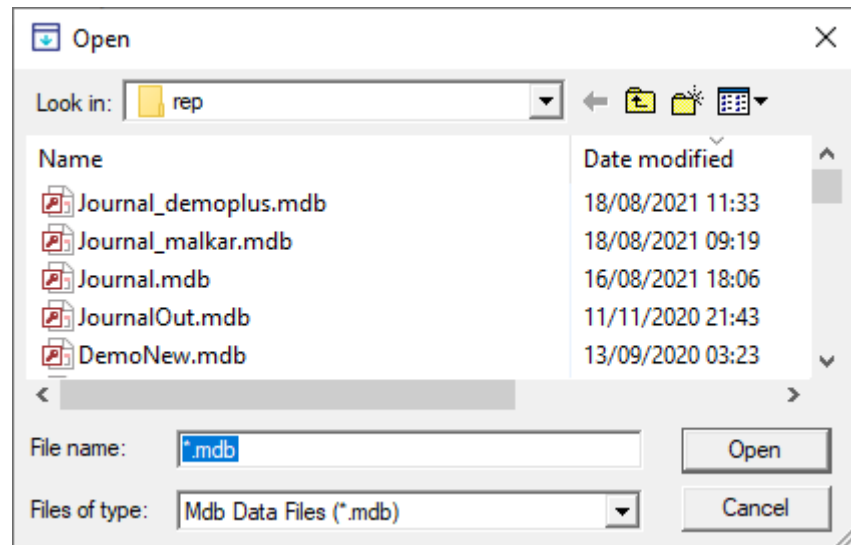 Open
Look in: rep
Name Date modified
Journal_demoplus.mdb 18/08/2021 11:33
Journal_malkar.mdb 18/08/2021 09:19
Journal.mdb 16/08/2021 18:06
JournalOut.mdb 11/11/2020 21:43
DemoNew.mdb 13/09/2020 03:23
File name: *.mdb Open
Files of type: Mdb Data Files (*.mdb) Cancel